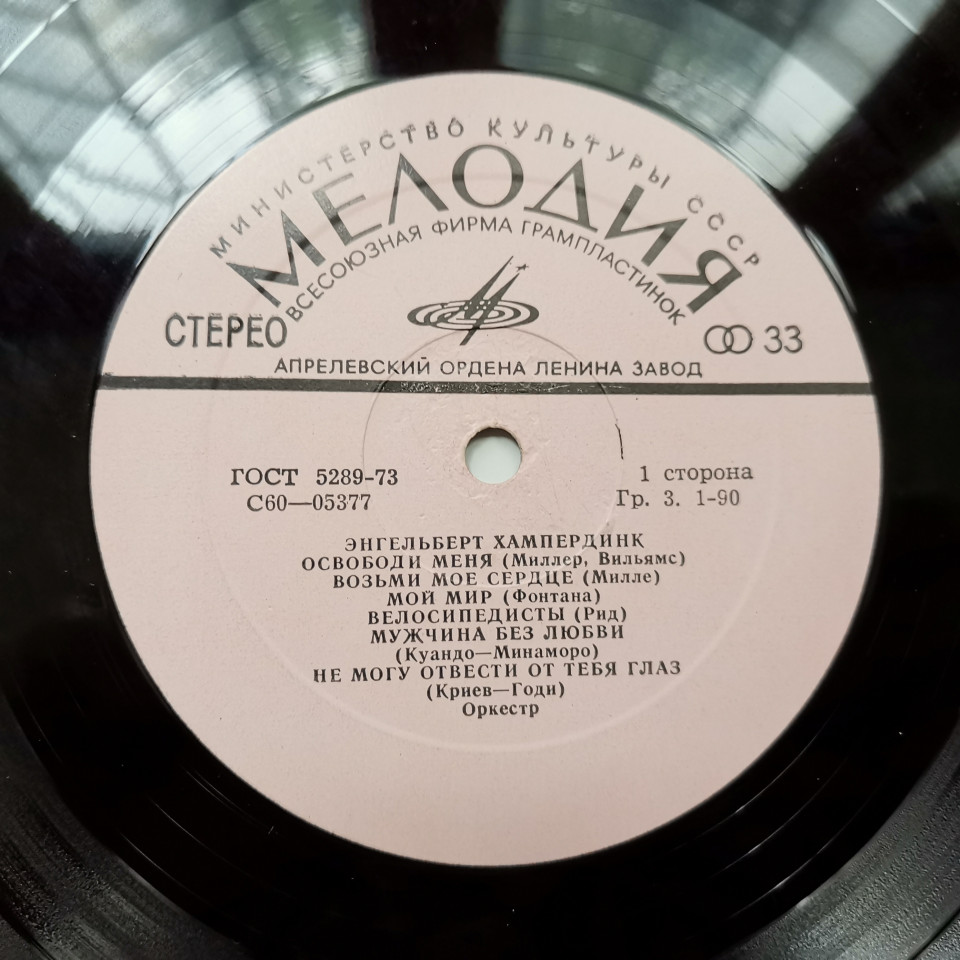 МИНИСТЕРСТВО КУЛЬТУРЫ СССР
МЕЛОДИЯ
ВСЕСОЮЗНАЯ ФИРМА ГРАМПЛАСТИНОК
СТЕРЕО
33
АПРЕЛЕВСКИЙ ОРДЕНА ЛЕНИНА ЗАВОД
ГОСТ 5289-73
1 сторона
С60—05377
Гр. 3. 1-90
ЭНГЕЛЬБЕРТ ХАМПЕРДИНК
ОСВОБОДИ МЕНЯ (Миллер, Вильямс)
ВОЗЬМИ МОЕ СЕРДЦЕ (Милле)
МОЙ МИР (Фонтана)
ВЕЛОСИПЕДИСТЫ (Рид)
МУЖЧИНА БЕЗ ЛЮБВИ
(Куандо—Минаморо)
НЕ МОГУ ОТВЕСТИ ОТ ТЕБЯ ГЛАЗ
(Криев—Годи)
Оркестр